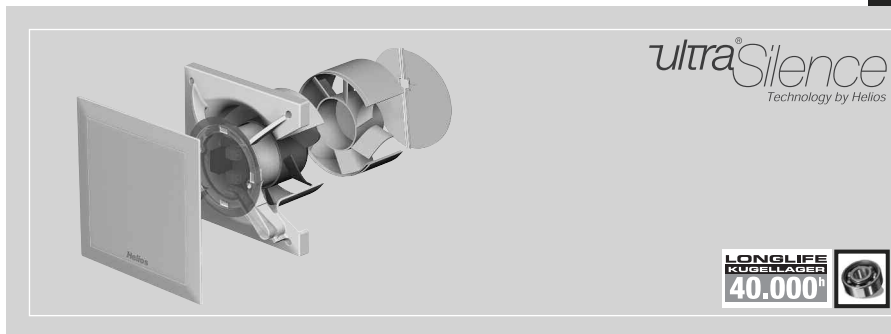 ultra®Silence
Technology by Helios
Helios
LONGLIFE
KUGELLAGER
40.000h